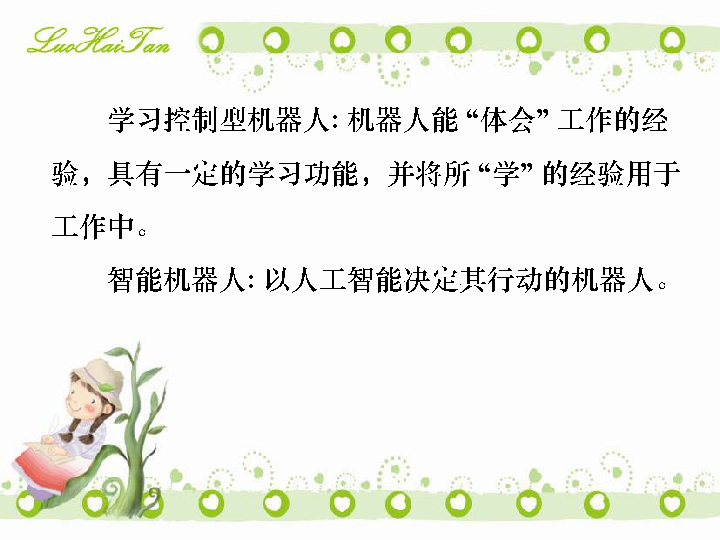 LuoHaiTan
学习控制型机器人：机器人能“体会”工作的经
验，具有一定的学习功能，并将所“学”的经验用于
工作中。
智能机器人：以人工智能决定其行动的机器人。